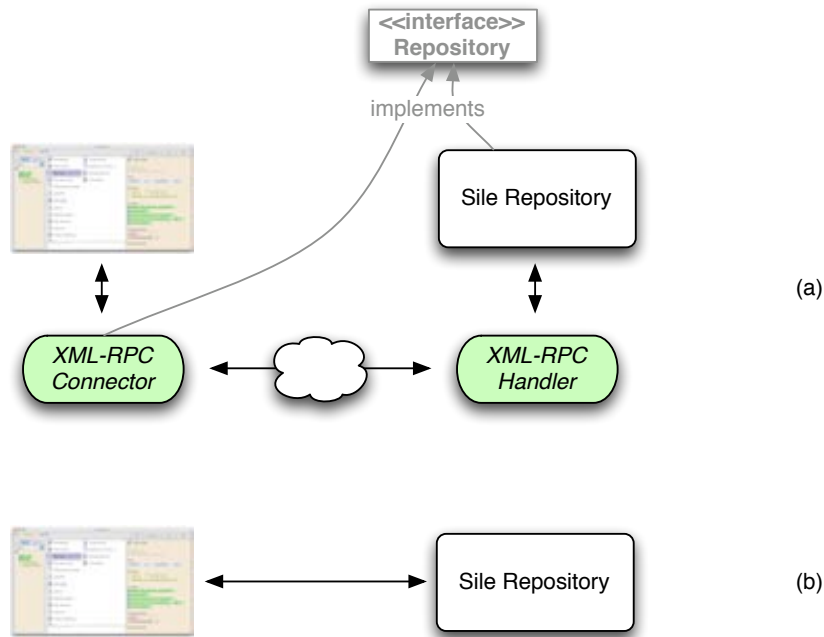 <<interface>>
Repository
implements
Sile Repository
(a)
XML-RPC
Connector
XML-RPC
Handler
Sile Repository
(b)